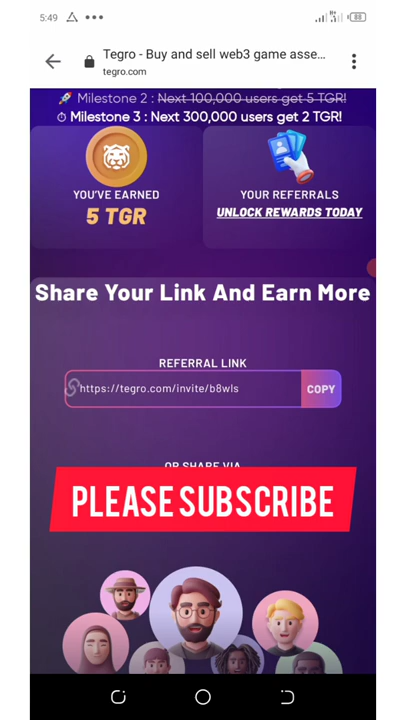 5:49
88
Tegro - Buy and sell web3 game asse...
tegro.com
🚀 Milestone 2 : Next 100,000 users get 5 TGR!
⏱ Milestone 3 : Next 300,000 users get 2 TGR!
YOU'VE EARNED
5 TGR
YOUR REFERRALS
UNLOCK REWARDS TODAY
Share Your Link And Earn More
REFERRAL LINK
https://tegro.com/invite/b8wls
COPY
OR SHARE VIA
PLEASE SUBSCRIBE